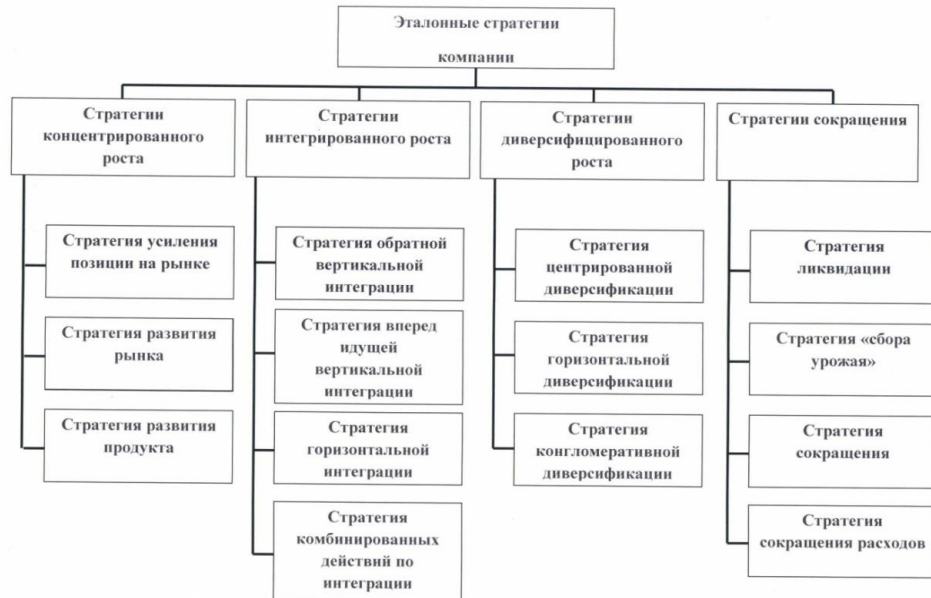 Эталонные стратегии
компании
Стратегии
концентрированного
роста
Стратегии
интегрированного роста
Стратегии
диверсифицированного
роста
Стратегии сокращения
Стратегия усиления
позиции на рынке
Стратегия развития
рынка
Стратегия развития
продукта
Стратегия обратной
вертикальной
интеграции
Стратегия вперед
идущей
вертикальной
интеграции
Стратегия
горизонтальной
интеграции
Стратегия
комбинированных
действий по
интеграции
Стратегия
центрированной
диверсификации
Стратегия
горизонтальной
диверсификации
Стратегия
конгломеративной
диверсификации
Стратегия
ликвидации
Стратегия «сбора
урожая»
Стратегия
сокращения
Стратегия
сокращения расходов